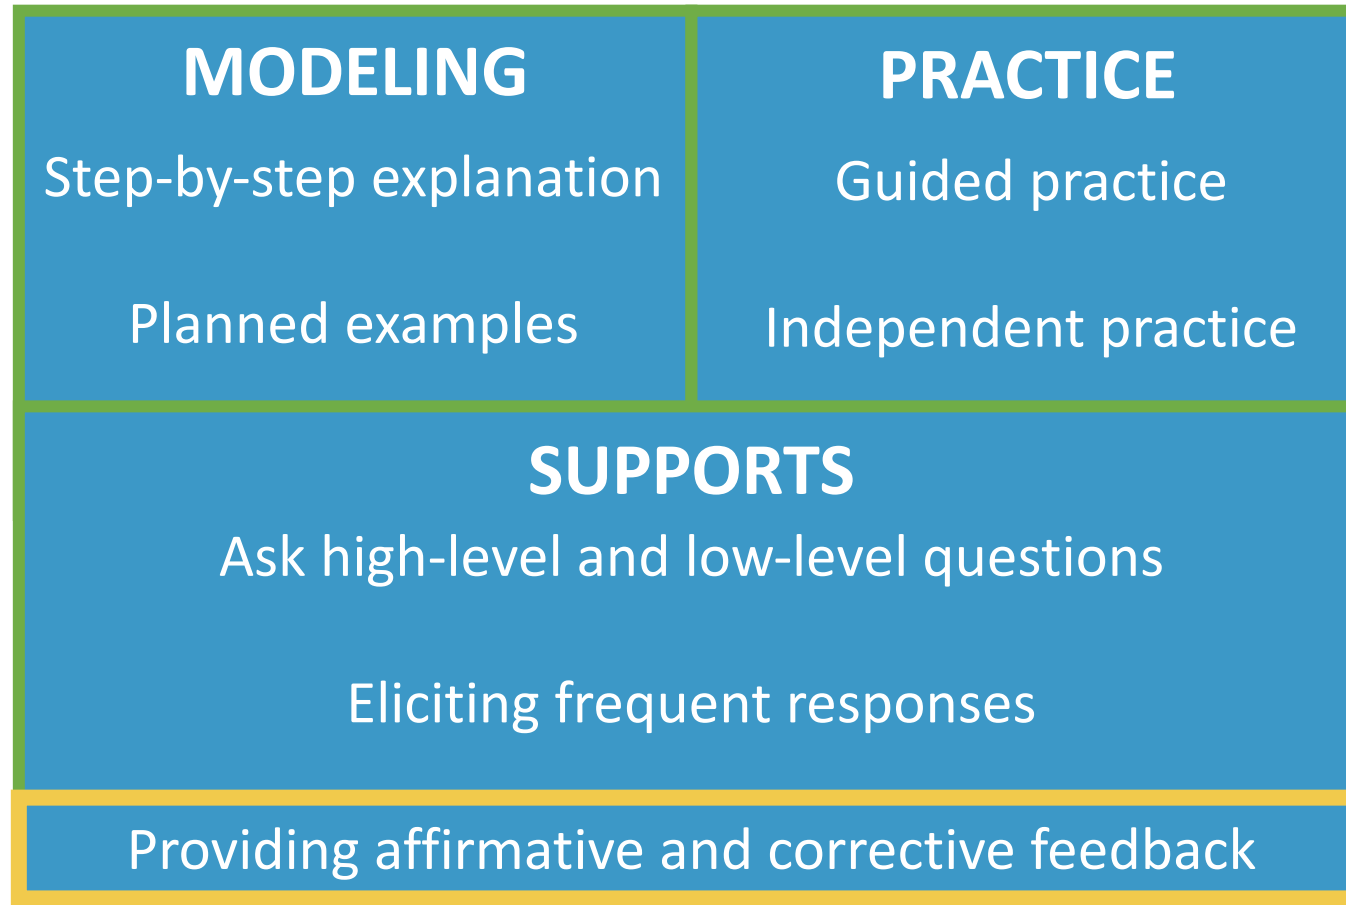 MODELING
Step-by-step explanation
Planned examples
PRACTICE
Guided practice
Independent practice
SUPPORTS
Ask high-level and low-level questions
Eliciting frequent responses
Providing affirmative and corrective feedback